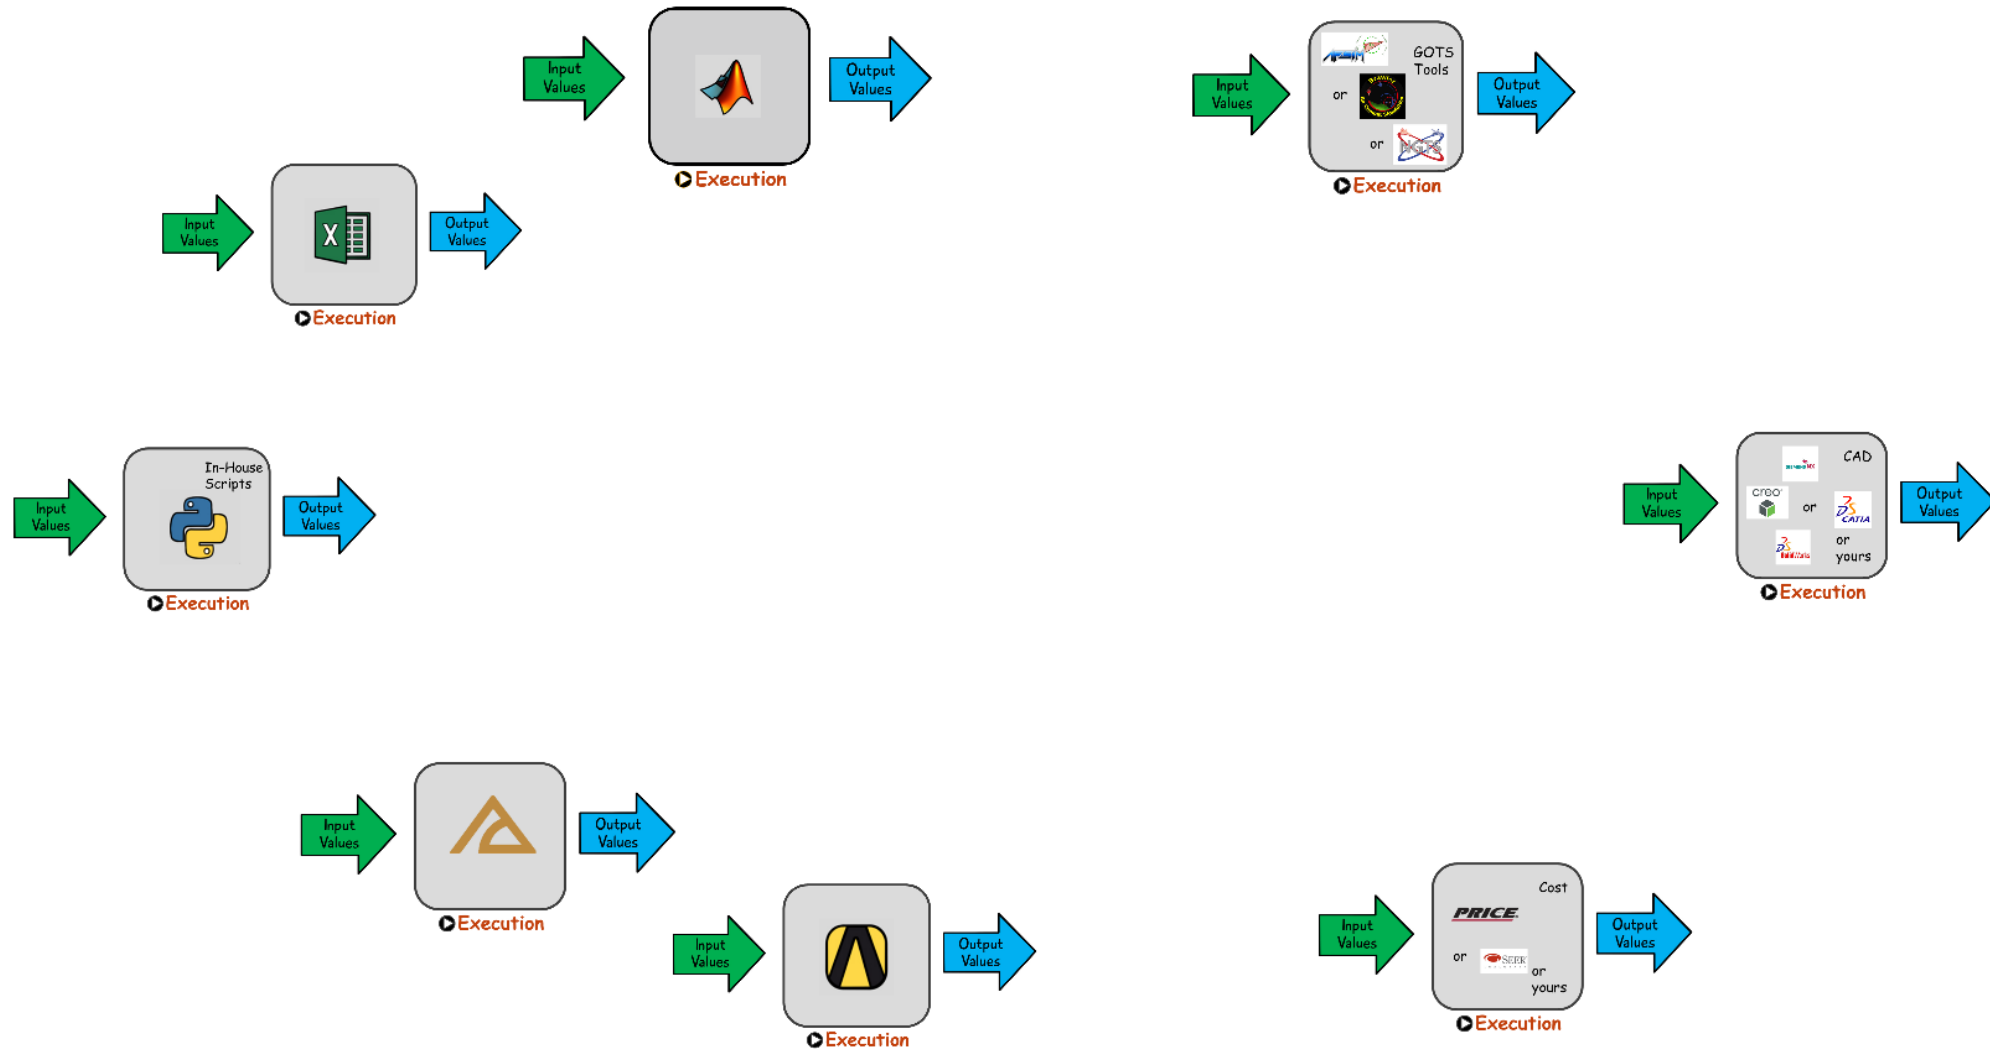 Input
Values
Output
Values
Execution
Input
Values
GOTS
Tools
or
or
NGTS
Output
Values
Execution
Input
Values
X
Output
Values
Execution
Input
Values
In-House
Scripts
Output
Values
Execution
Input
Values
CAD
creo
or
CATIA
SolidWorks
or
yours
Output
Values
Execution
Input
Values
Output
Values
Execution
Input
Values
Output
Values
Execution
Input
Values
Cost
PRICE
or
SEER
or
yours
Output
Values
Execution